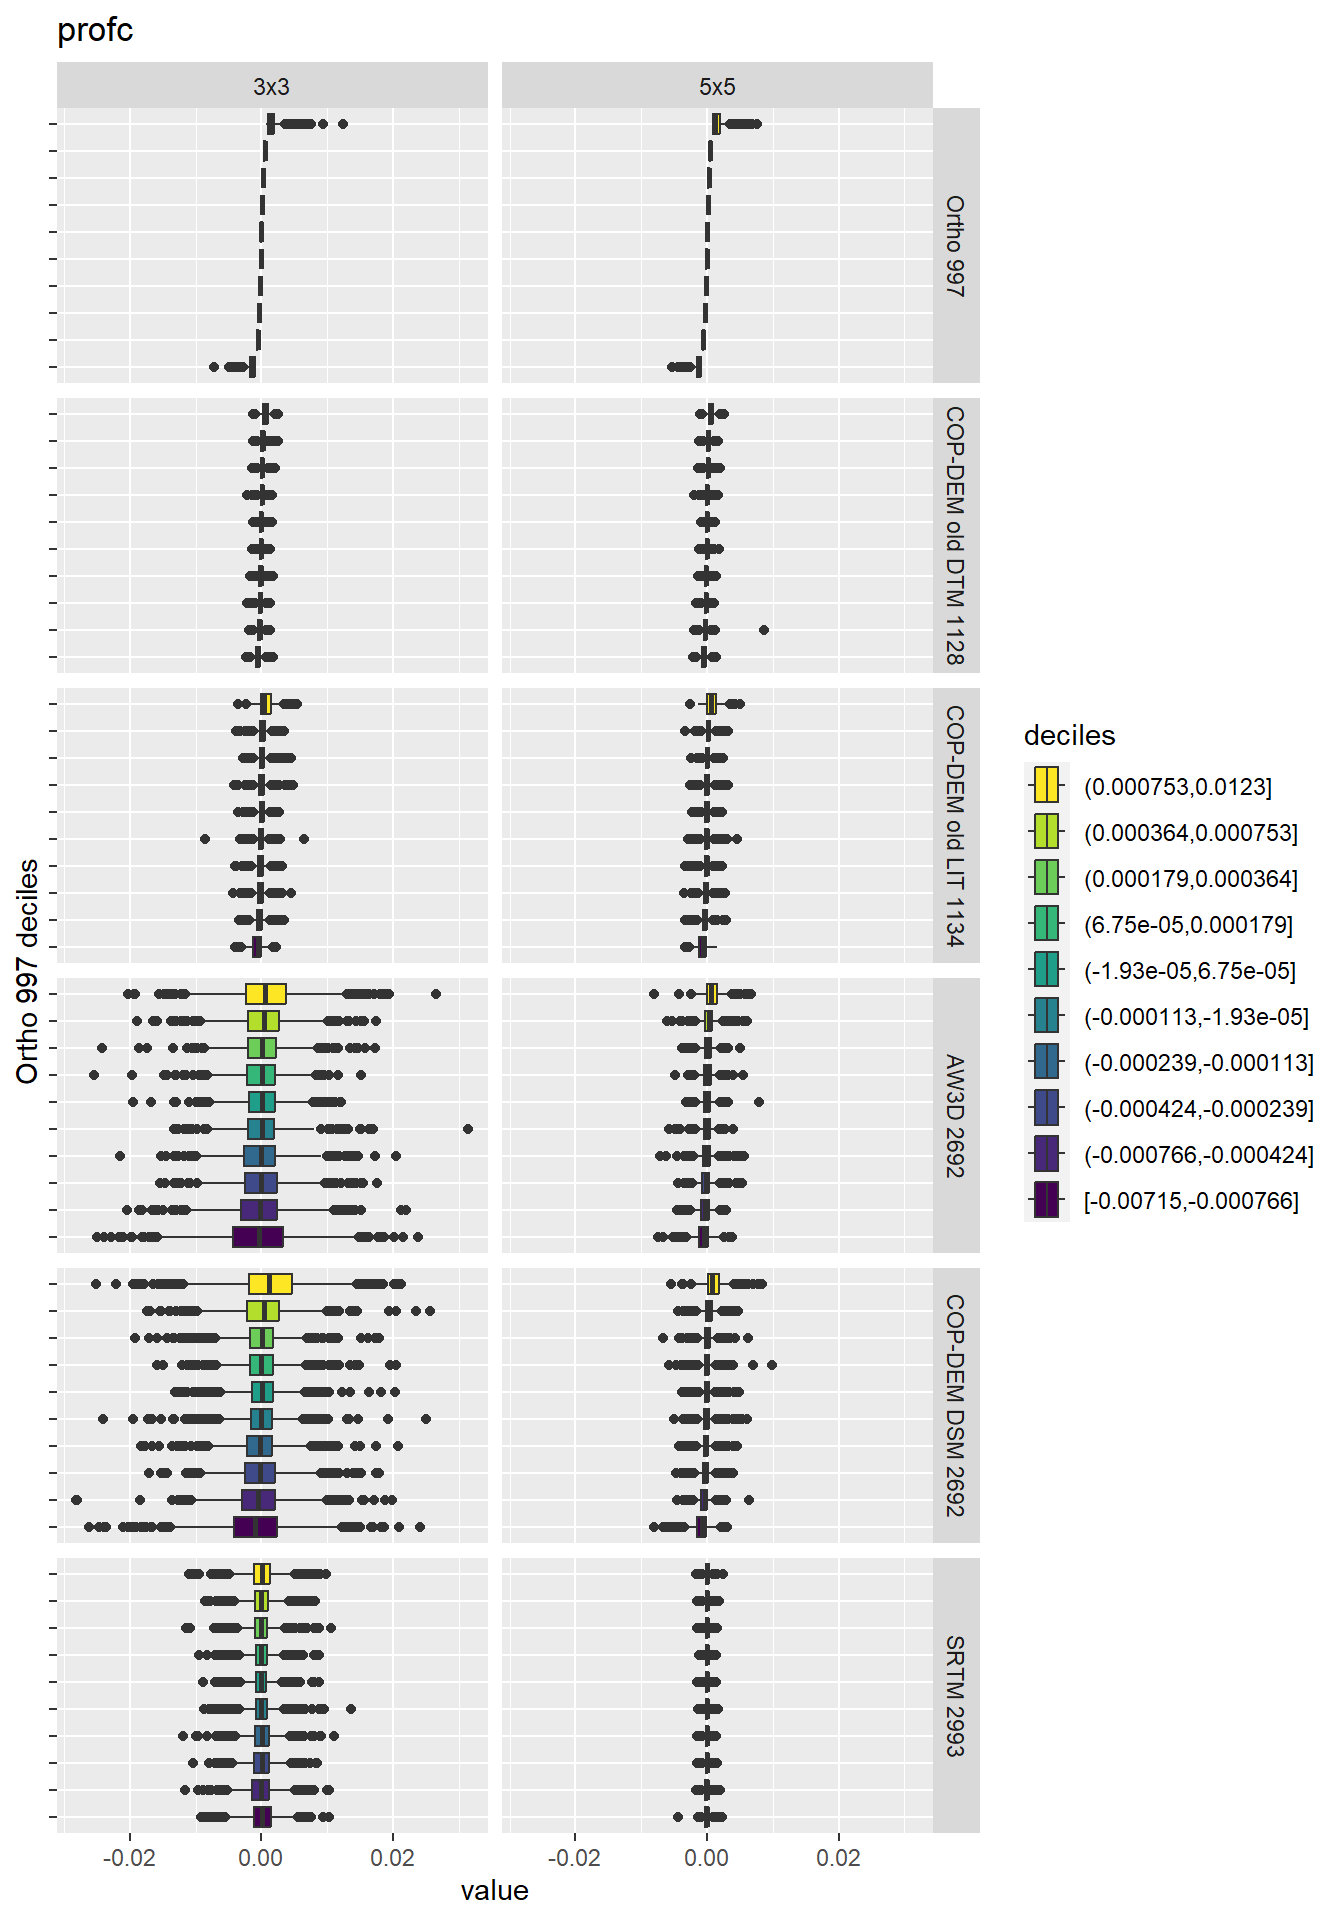 profc
3x3
5x5
Ortho 997
COP-DEM old DTM 1128
COP-DEM old LIT 1134
AW3D 2692
COP-DEM DSM 2692
SRTM 2993
Ortho 997 deciles
-0.02
0.00
0.02
-0.02
0.00
0.02
value
deciles
(0.000753,0.0123]
(0.000364,0.000753]
(0.000179,0.000364]
(6.75e-05,0.000179]
(-1.93e-05,6.75e-05]
(-0.000113,-1.93e-05]
(-0.000239,-0.000113]
(-0.000424,-0.000239]
(-0.000766,-0.000424]
[-0.00715,-0.000766]